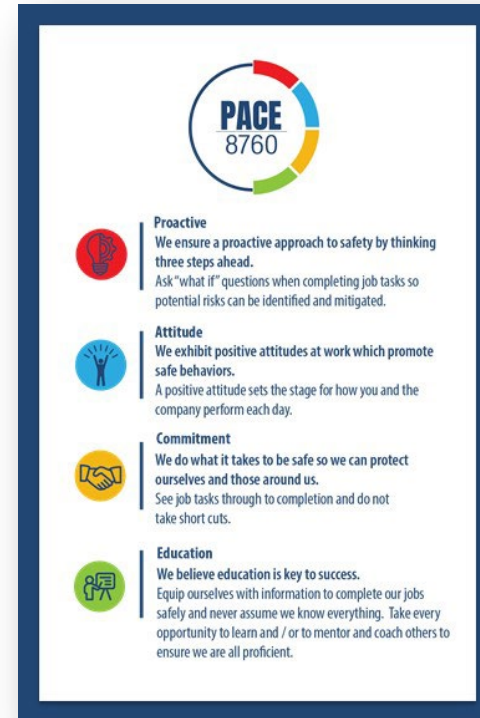 PACE
8760
Proactive
We ensure a proactive approach to safety by thinking
three steps ahead.
Ask "what if" questions when completing job tasks so
potential risks can be identified and mitigated.
Attitude
We exhibit positive attitudes at work which promote
safe behaviors.
A positive attitude sets the stage for how you and the
company perform each day.
Commitment
We do what it takes to be safe so we can protect
ourselves and those around us.
See job tasks through to completion and do not
take short cuts.
Education
We believe education is key to success.
Equip ourselves with information to complete our jobs
safely and never assume we know everything. Take every
opportunity to learn and / or to mentor and coach others to
ensure we are all proficient.